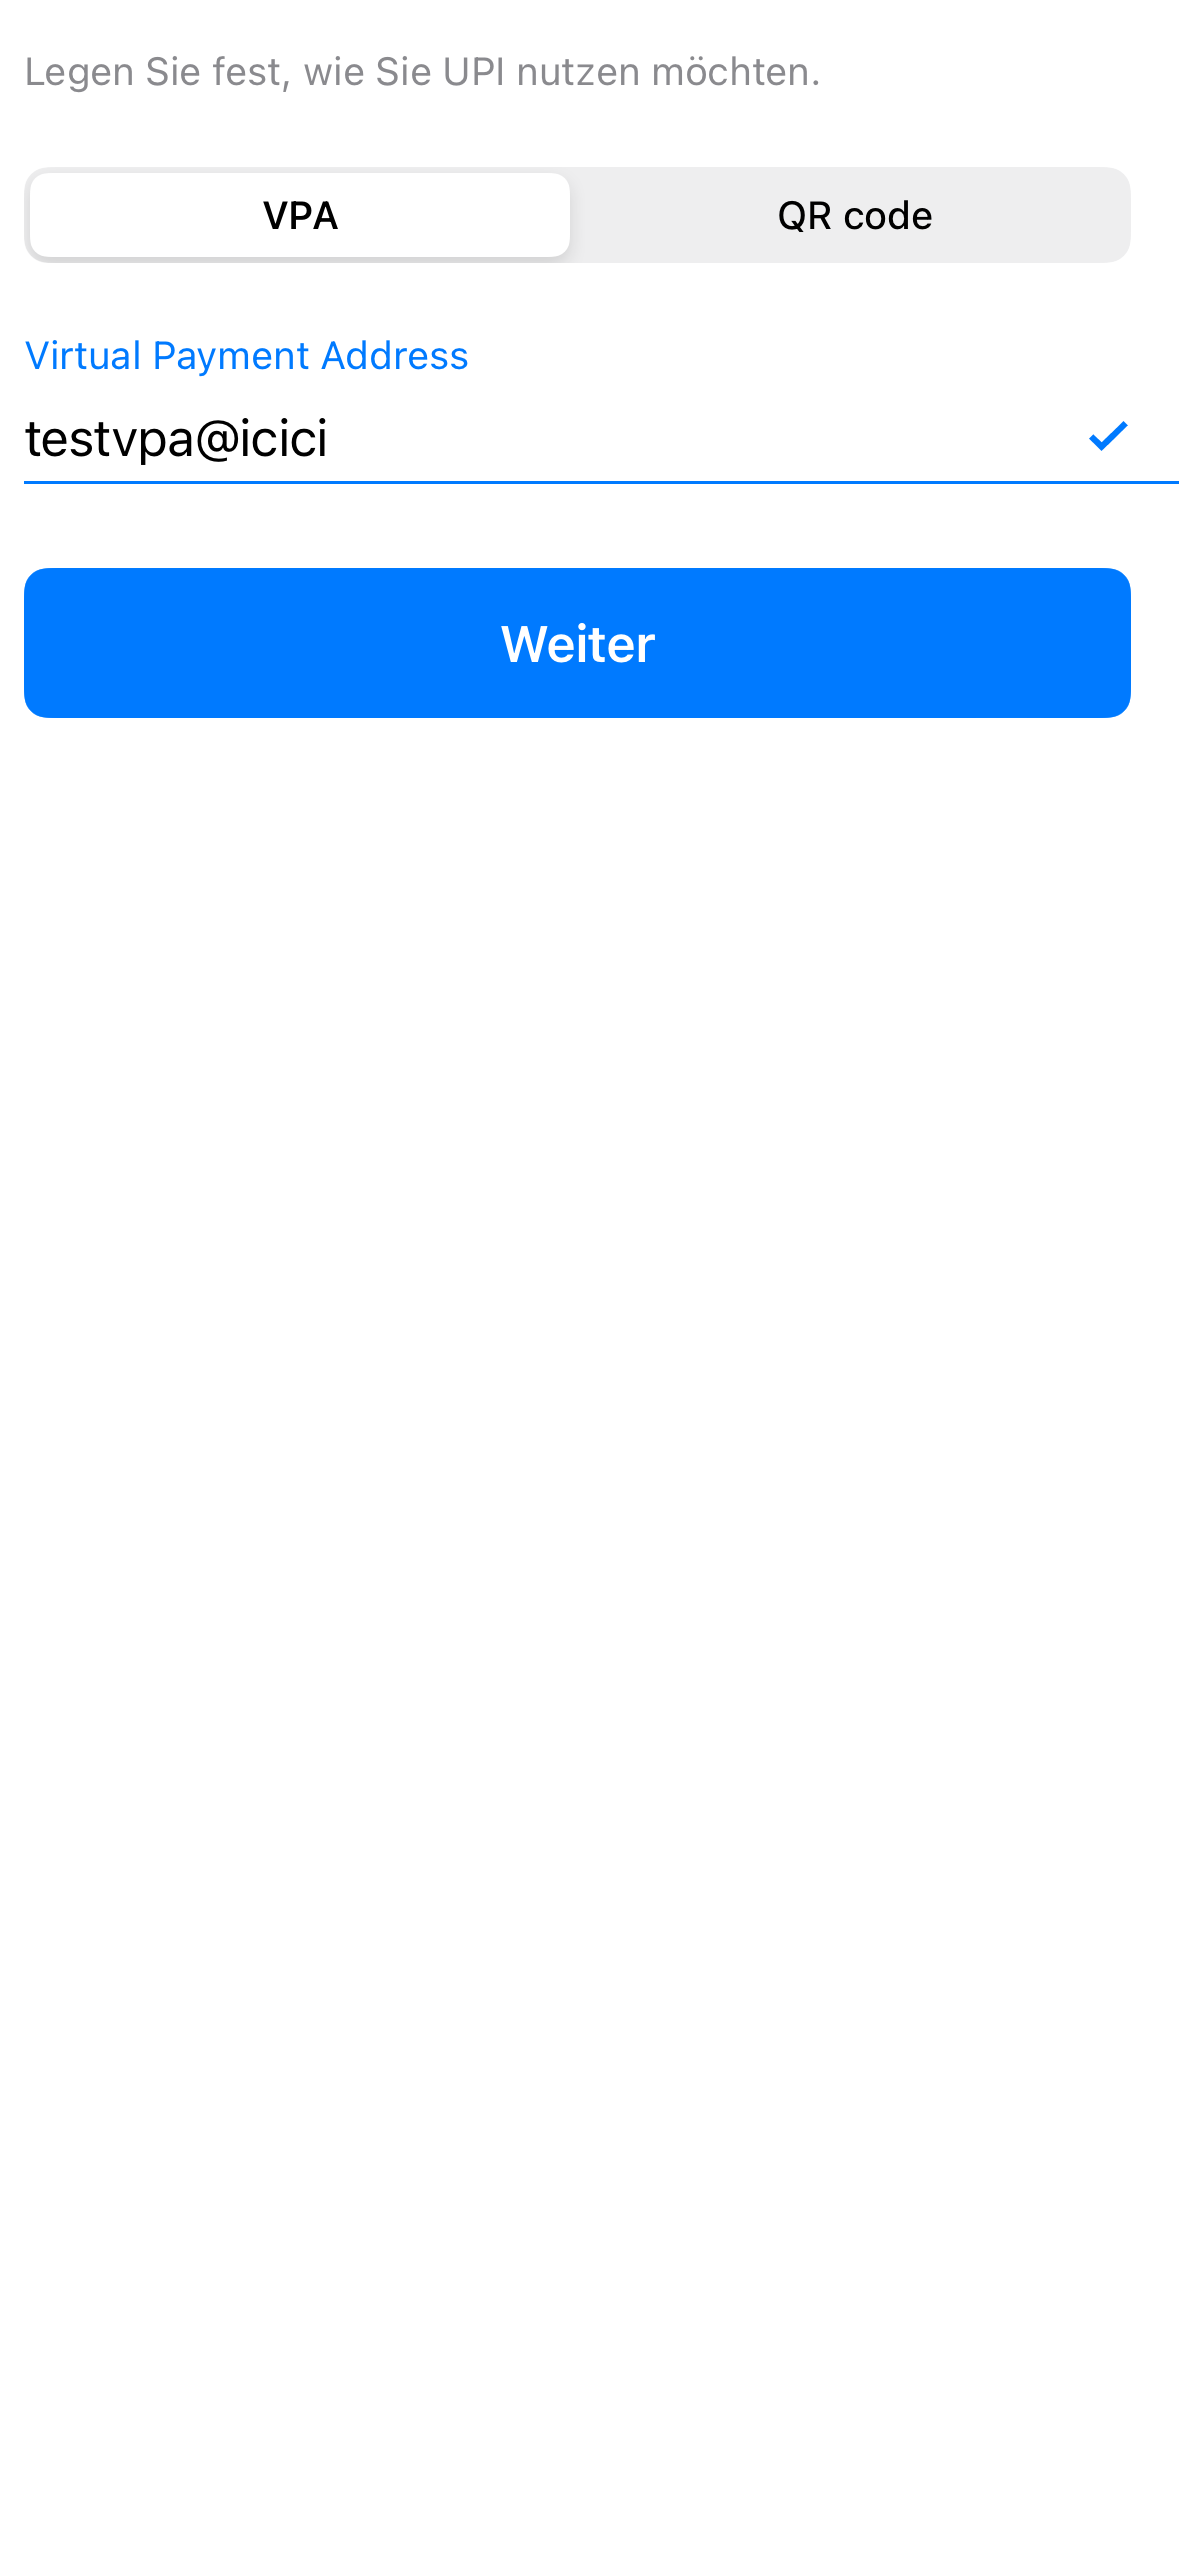 Legen Sie fest, wie Sie UPI nutzen möchten.
VPA
QR code
Virtual Payment Address
testvpa@icici
Weiter